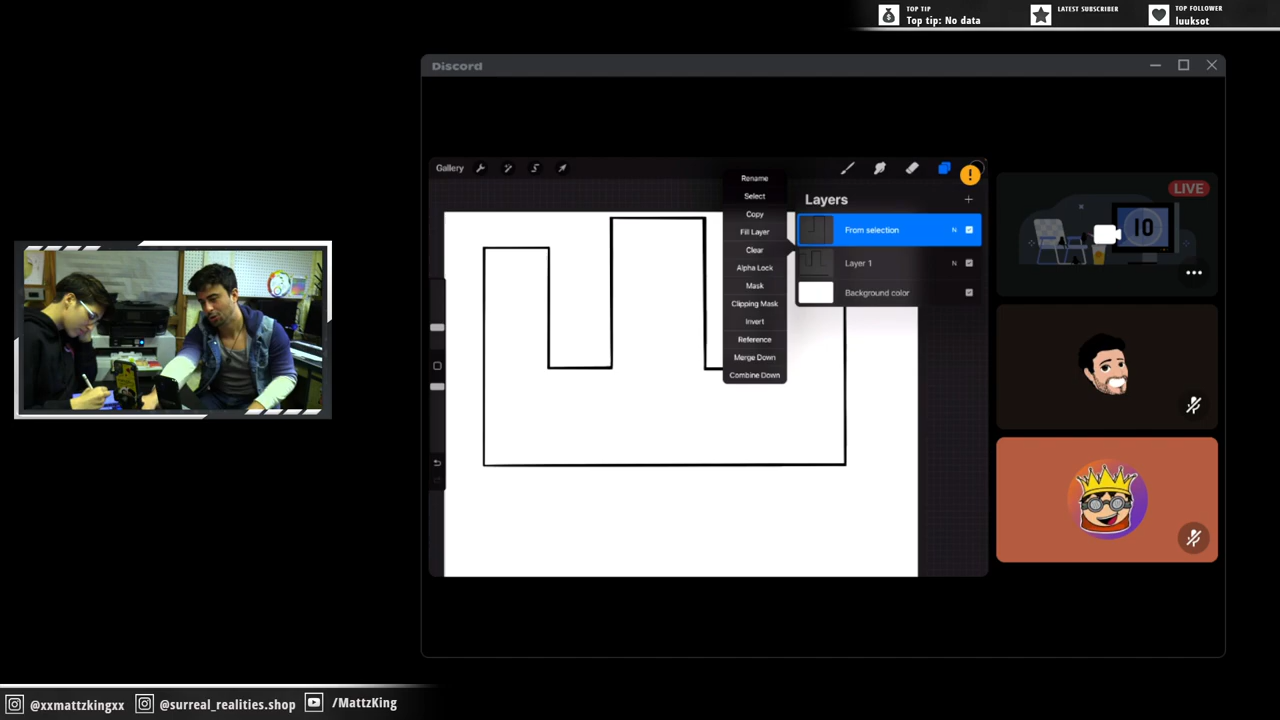 TOP TIP
Top tip: No data
LATEST SUBSCRIBER
TOP FOLLOWER
luuksot
Discord
Gallery
Rename
Select
Copy
Fill Layer
Clear
Alpha Lock
Mask
Clipping Mask
Invert
Reference
Merge Down
Combine Down
Layers
+
From selection N
Layer 1 N
Background color
!
LIVE
10
@xxmattzkingxx
@surreal_realities.shop
/MattzKing